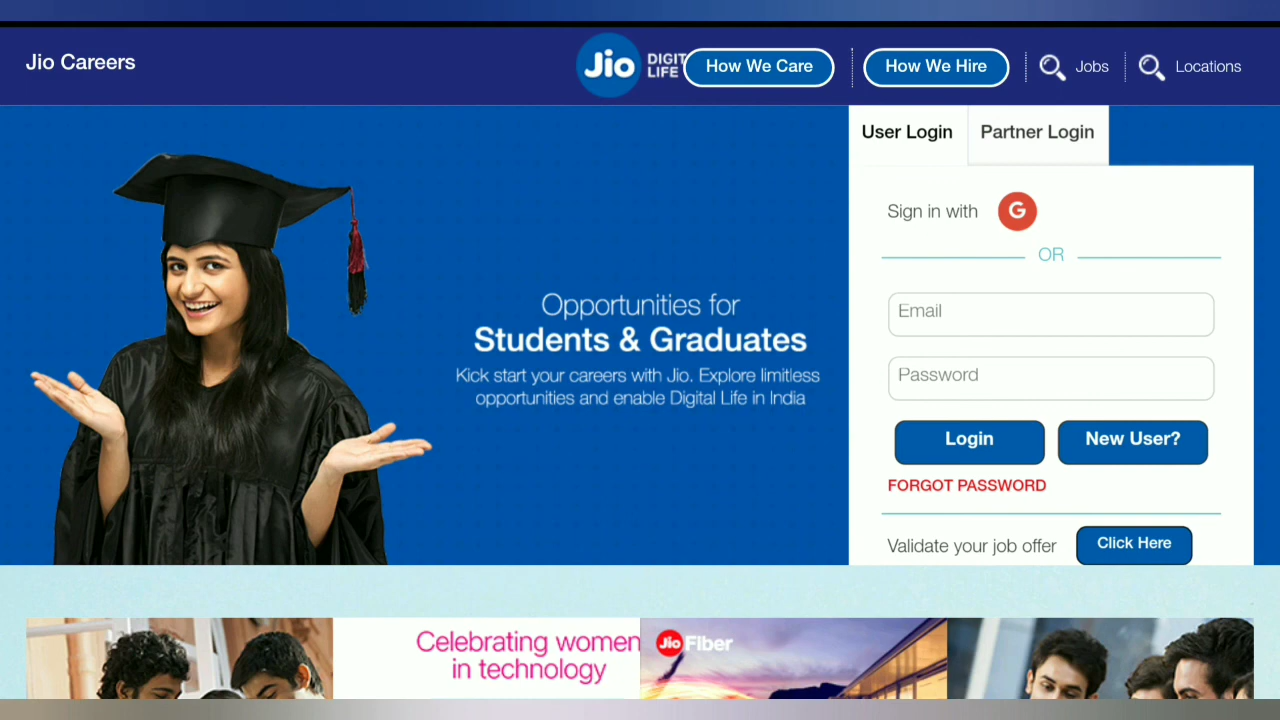 Jio Careers
Jio
DIGIT
LIFE
How We Care
How We Hire
Jobs
Locations
User Login
Partner Login
Sign in with
G
OR
Email
Password
Login
New User?
FORGOT PASSWORD
Validate your job offer
Click Here
Opportunities for
Students & Graduates
Kick start your careers with Jio. Explore limitless
opportunities and enable Digital Life in India
Celebrating women
in technology
Jio Fiber